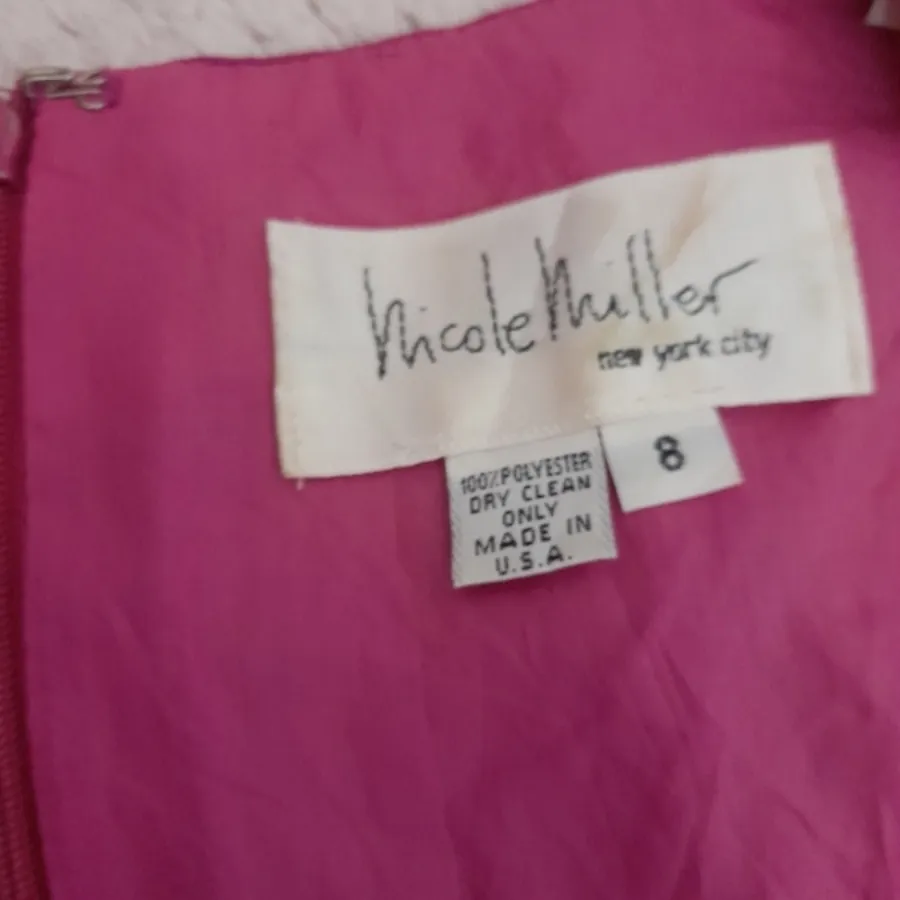 Nicole Miller
new york city
8
100% POLYESTER
DRY CLEAN
ONLY
MADE IN
U.S.A.